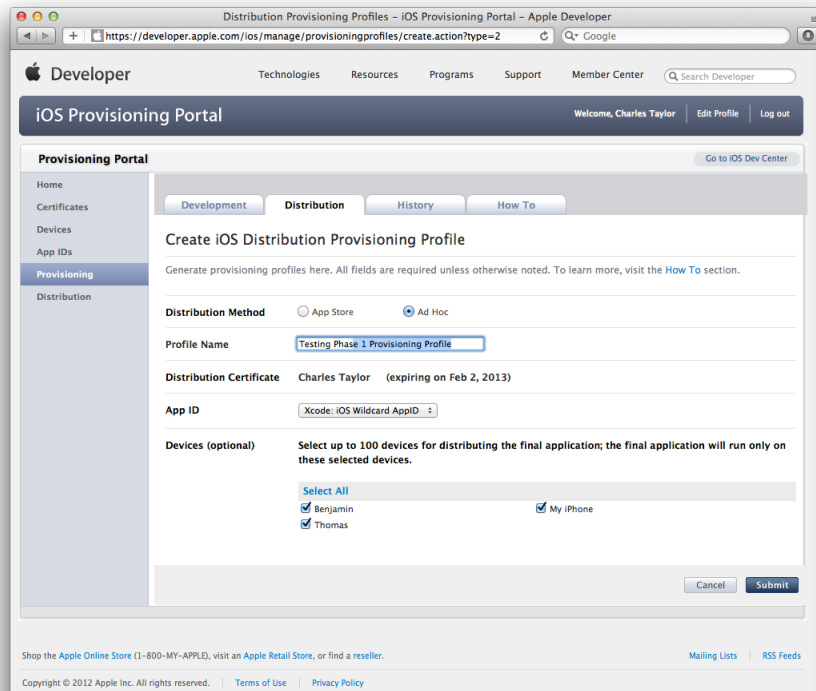 Distribution Provisioning Profiles – iOS Provisioning Portal – Apple Developer
https://developer.apple.com/ios/manage/provisioningprofiles/create.action?type=2
Google
Developer
Technologies Resources Programs Support Member Center Search Developer
iOS Provisioning Portal
Welcome, Charles Taylor Edit Profile Log out
Provisioning Portal
Go to iOS Dev Center
Home
Certificates
Devices
App IDs
Provisioning
Distribution
Development Distribution History How To
Create iOS Distribution Provisioning Profile
Generate provisioning profiles here. All fields are required unless otherwise noted. To learn more, visit the How To section.
Distribution Method App Store Ad Hoc
Profile Name Testing Phase 1 Provisioning Profile
Distribution Certificate Charles Taylor (expiring on Feb 2, 2013)
App ID Xcode: iOS Wildcard AppID
Devices (optional) Select up to 100 devices for distributing the final application; the final application will run only on
these selected devices.
Select All
Benjamin My iPhone
Thomas
Cancel Submit
Shop the Apple Online Store (1-800-MY-APPLE), visit an Apple Retail Store, or find a reseller.
Mailing Lists RSS Feeds
Copyright © 2012 Apple Inc. All rights reserved. Terms of Use Privacy Policy